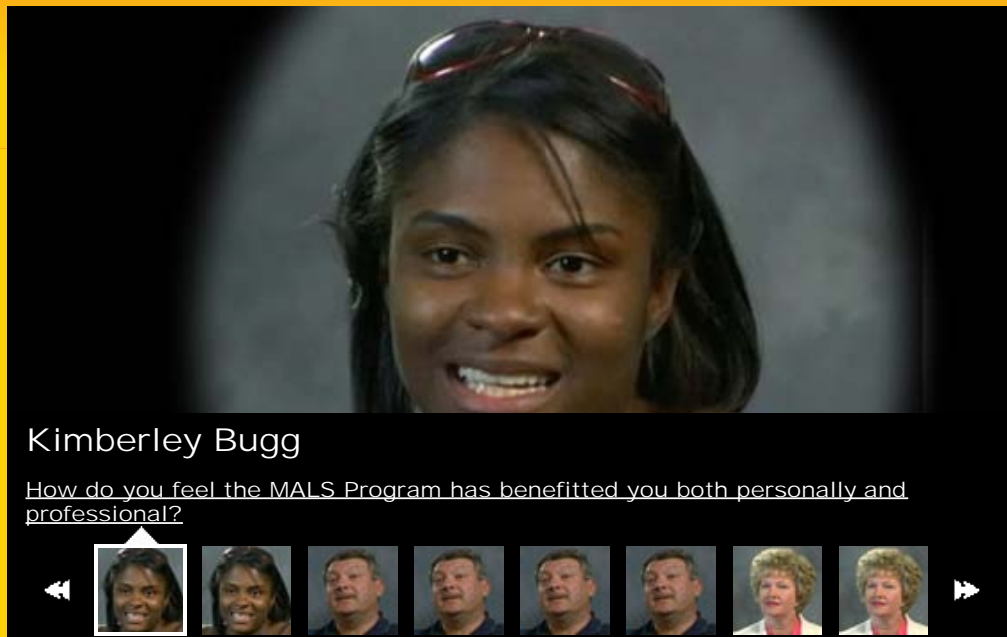 Kimberley Bugg
How do you feel the MALS Program has benefitted you both personally and
professional?